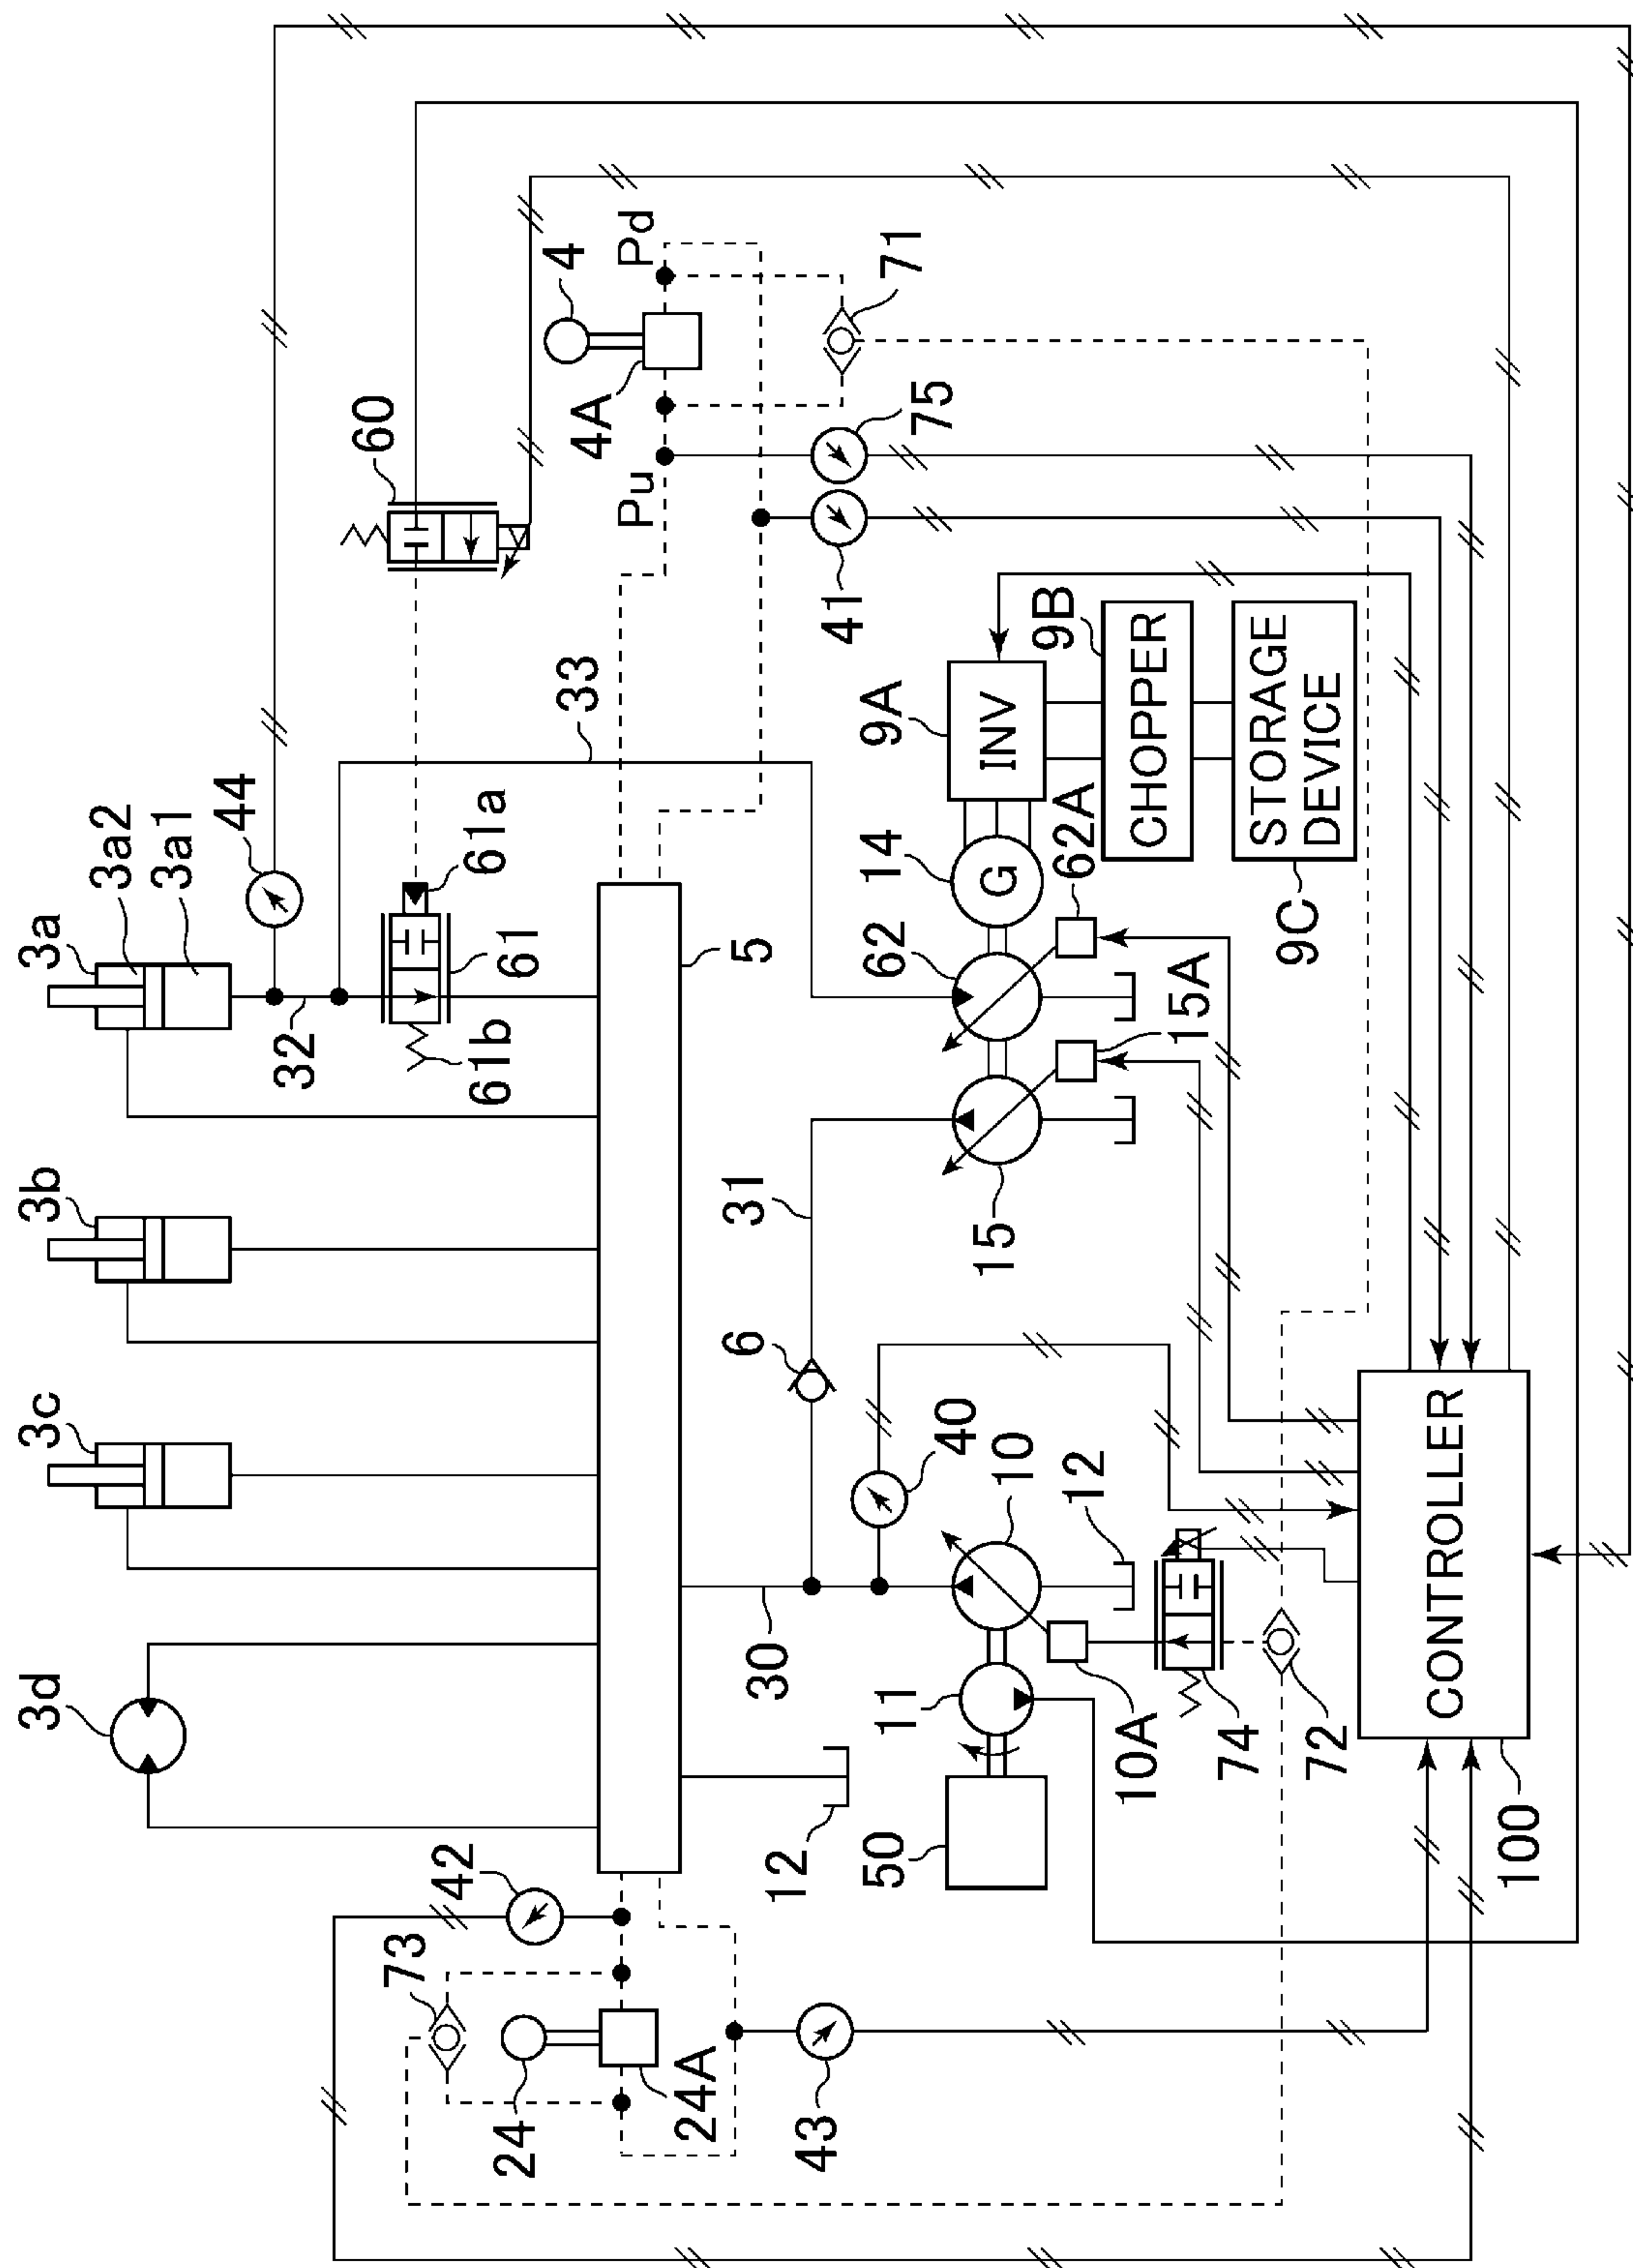 3d
3c
3b
3a
3a2
3a1
44
32
60
73
42
61b
61a
61
24
4
33
4A
Pu
Pd
24A
6
31
5
30
12
43
41
50
11
14
62
9A
71
75
40
15
G
INV
10
9B
62A
12
10A
CHOPPER
15A
74
STORAGE
DEVICE
9C
72
CONTROLLER
100